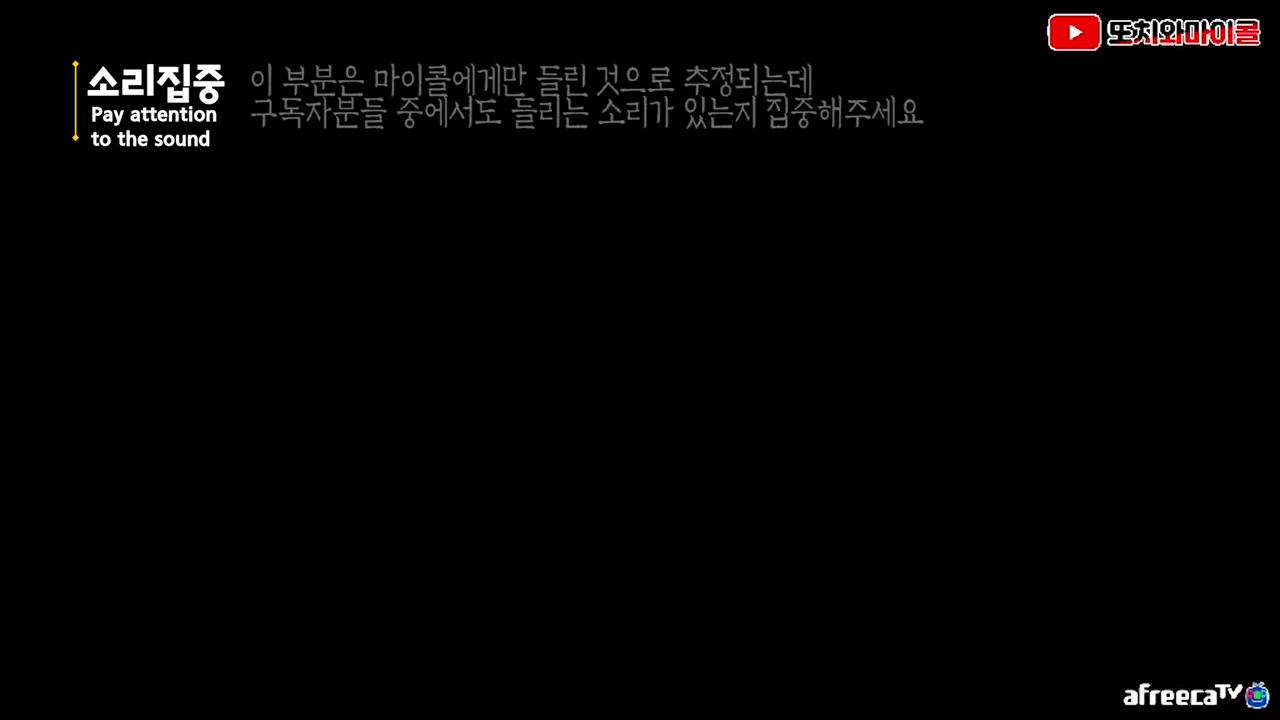 또치와마이콜
소리집중
Pay attention
to the sound
이 부분은 마이콜에게만 들린 것으로 추정되는데
구독자분들 중에서도 들리는 소리가 있는지 집중해주세요
afreecaTV